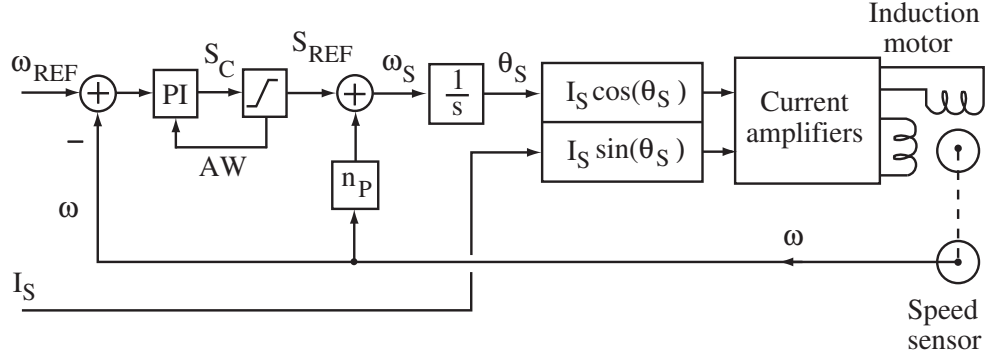 Induction
motor
ω_REF
S_C
S_REF
ω_S
θ_S
+
PI
+
1
s
I_S cos(θ_S)
I_S sin(θ_S)
Current
amplifiers
−
AW
n_P
ω
ω
I_S
Speed
sensor